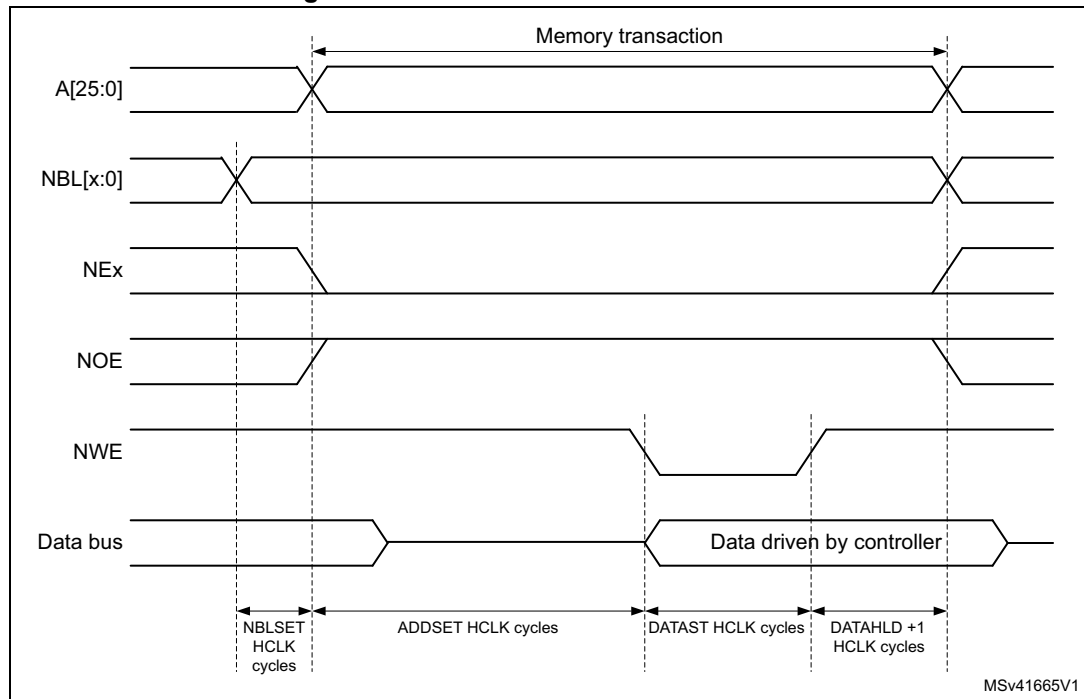 Memory transaction
A[25:0]
NBL[x:0]
NEx
NOE
NWE
Data bus
Data driven by controller
NBLSET
HCLK
cycles
ADDSET HCLK cycles
DATAST HCLK cycles
DATAHLD +1
HCLK cycles
MSv41665V1